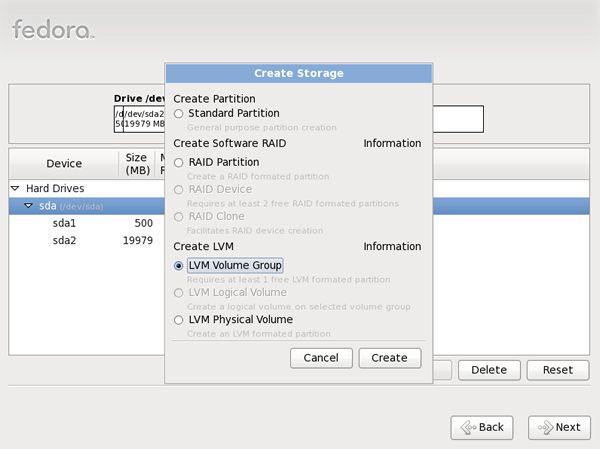 fedora
Create Storage
Drive /dev
Create Partition
Standard Partition
General purpose partition creation
/dev/sda2
19979 MB
Create Software RAID Information
Device
Size
(MB)
RAID Partition
Create a RAID formated partition
RAID Device
Requires at least 2 free RAID formated partitions
RAID Clone
Facilitates RAID device creation
Hard Drives
sda (/dev/sda)
sda1 500
sda2 19979
Create LVM Information
LVM Volume Group
Requires at least 1 free LVM formated partition
LVM Logical Volume
Create a logical volume on selected volume group
LVM Physical Volume
Create an LVM formated partition
Cancel Create
Delete Reset
Back Next